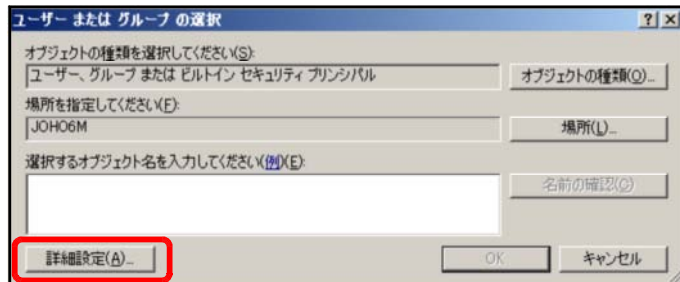 ユーザー または グループ の選択
オブジェクトの種類を選択してください(S):
ユーザー、グループ または ビルトイン セキュリティ プリンシパル
オブジェクトの種類(O)...
場所を指定してください(F):
JOHO6M
場所(L)...
選択するオブジェクト名を入力してください(例)(E):
名前の確認(C)
詳細設定(A)...
OK
キャンセル